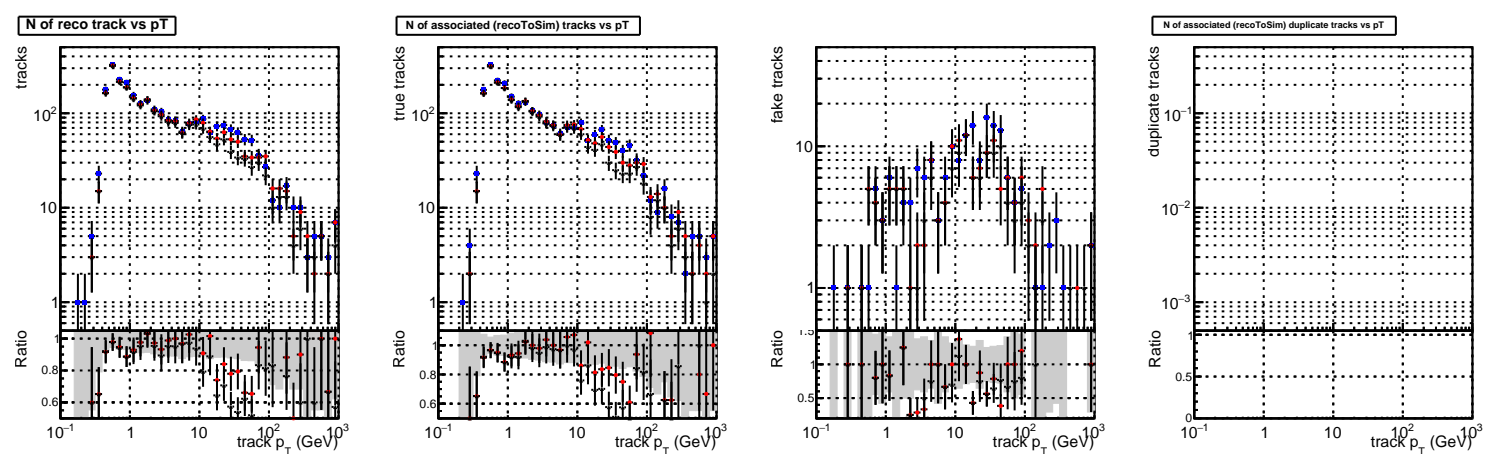 N of reco track vs pT
tracks
10²
10
1
Ratio
1
0.8
0.6
10⁻¹ 1 10 10² 10³
track p_T (GeV)
N of associated (recoToSim) tracks vs pT
true tracks
10²
10
1
Ratio
1
0.8
0.6
10⁻¹ 1 10 10² 10³
track p_T (GeV)
fake tracks
10
1
Ratio
1.5
1
0.5
10⁻¹ 1 10 10² 10³
track p_T (GeV)
N of associated (recoToSim) duplicate tracks vs pT
duplicate tracks
10⁻¹
10⁻²
10⁻³
Ratio
1
0.5
0
10⁻¹ 1 10 10² 10³
track p_T (GeV)